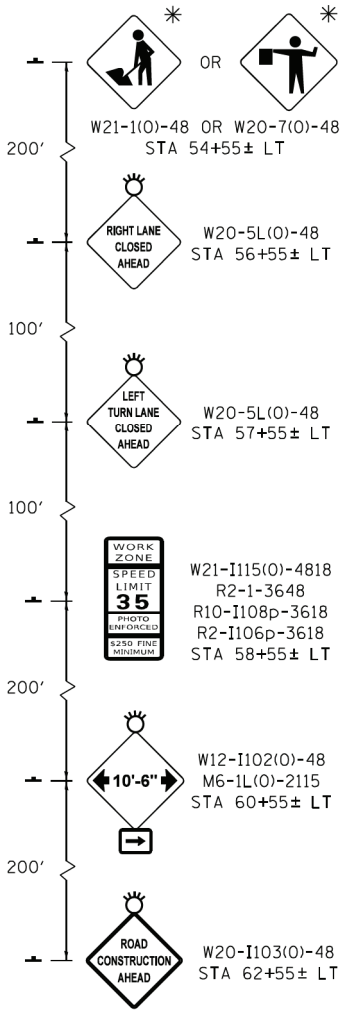 * *
OR
W21-1(O)-48 OR W20-7(O)-48
STA 54+55± LT
200'
RIGHT LANE
CLOSED
AHEAD
W20-5L(O)-48
STA 56+55± LT
100'
LEFT
TURN LANE
CLOSED
AHEAD
W20-5L(O)-48
STA 57+55± LT
100'
WORK
ZONE
SPEED
LIMIT
35
PHOTO
ENFORCED
$250 FINE
MINIMUM
W21-I115(O)-4818
R2-1-3648
R10-I108p-3618
R2-I106p-3618
STA 58+55± LT
200'
10'-6"
W12-I102(O)-48
M6-1L(O)-2115
STA 60+55± LT
200'
ROAD
CONSTRUCTION
AHEAD
W20-I103(O)-48
STA 62+55± LT